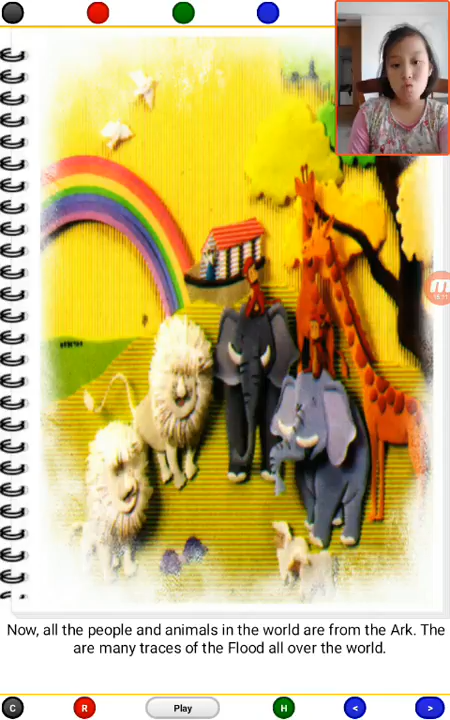 Now, all the people and animals in the world are from the Ark. The
are many traces of the Flood all over the world.
C R Play H < >